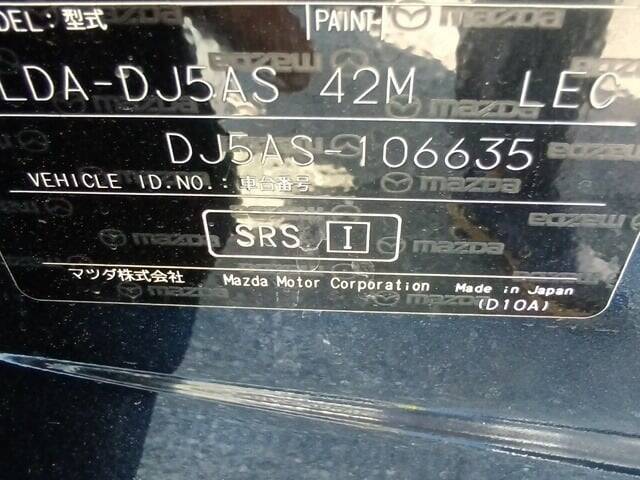 DEL:型式 PAINT
LDA-DJ5AS 42M LEC
DJ5AS-106635
VEHICLE ID.NO.・車台番号
SRS I
マツダ株式会社 Mazda Motor Corporation Made in Japan
(D10A)